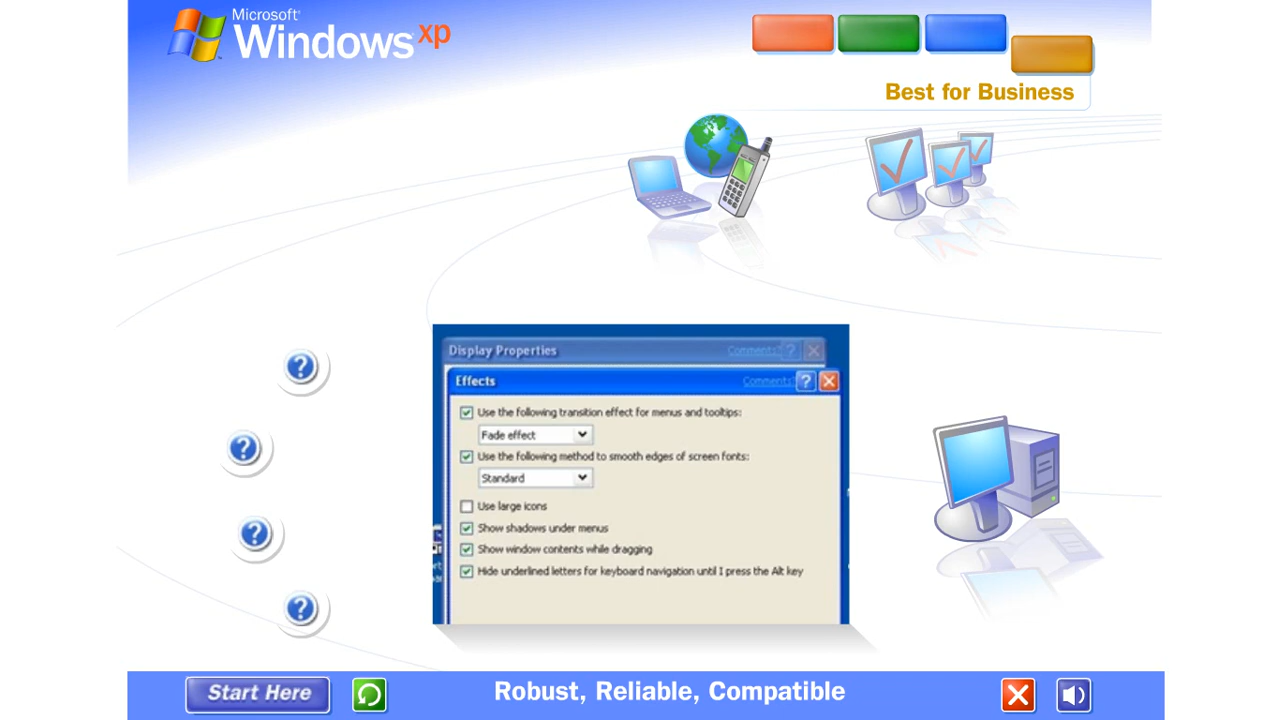 Microsoft®
Windows xp
Best for Business
Display Properties
Comments?
Effects
Comments?
Use the following transition effect for menus and tooltips:
Fade effect
Use the following method to smooth edges of screen fonts:
Standard
Use large icons
Show shadows under menus
Show window contents while dragging
Hide underlined letters for keyboard navigation until I press the Alt key
Start Here
Robust, Reliable, Compatible